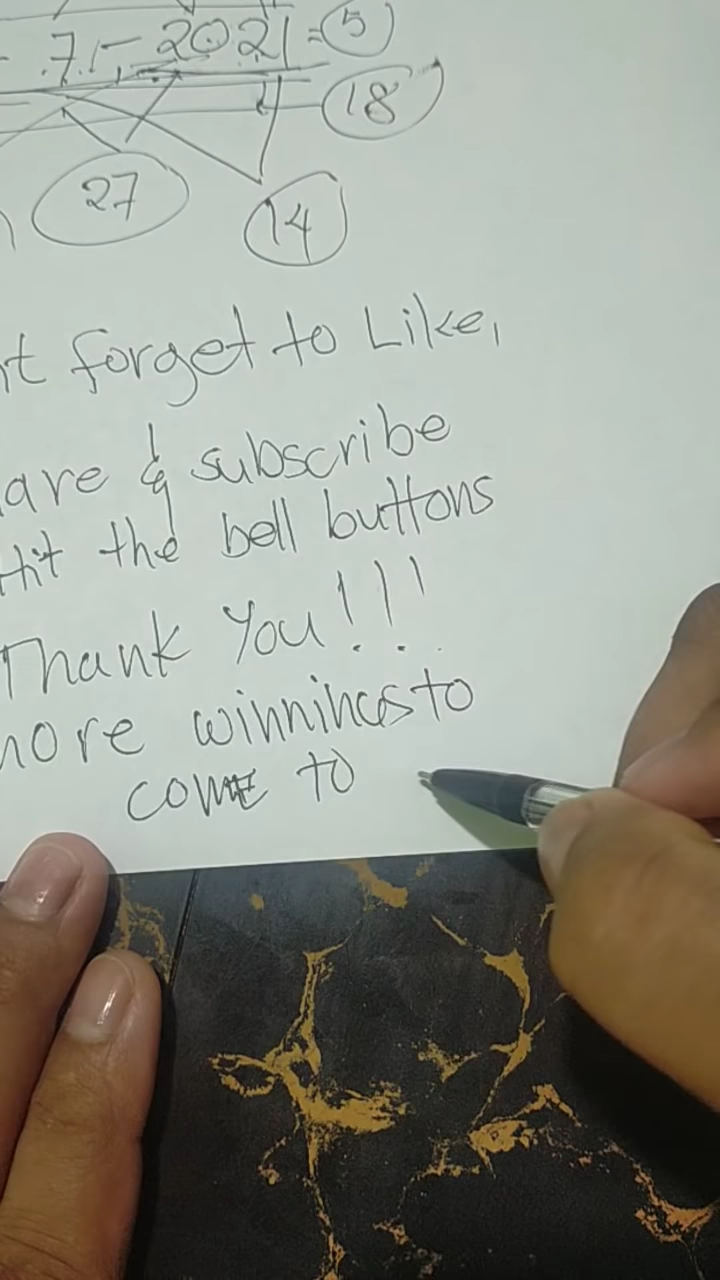 7 - 2021 = 5
18
27
14
t forget to Like,
are & subscribe
Hit the bell buttons
Thank You!!!
more winnings to
come to